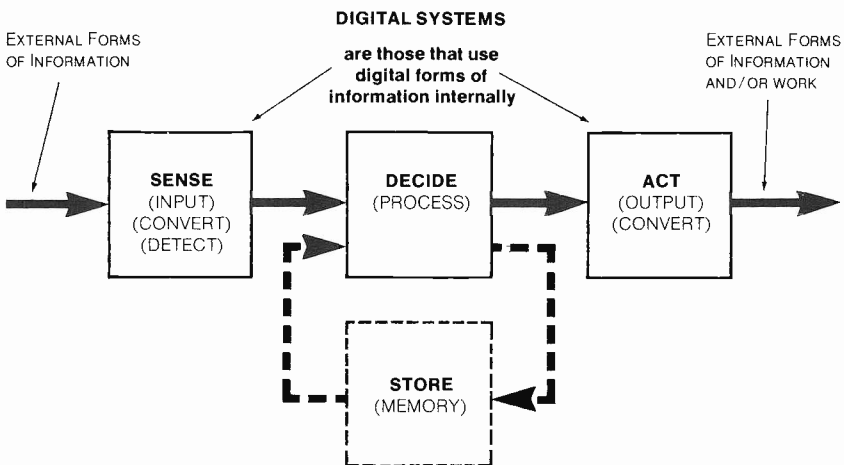 DIGITAL SYSTEMS
are those that use
digital forms of
information internally
EXTERNAL FORMS
OF INFORMATION
EXTERNAL FORMS
OF INFORMATION
AND/OR WORK
SENSE
(INPUT)
(CONVERT)
(DETECT)
DECIDE
(PROCESS)
ACT
(OUTPUT)
(CONVERT)
STORE
(MEMORY)